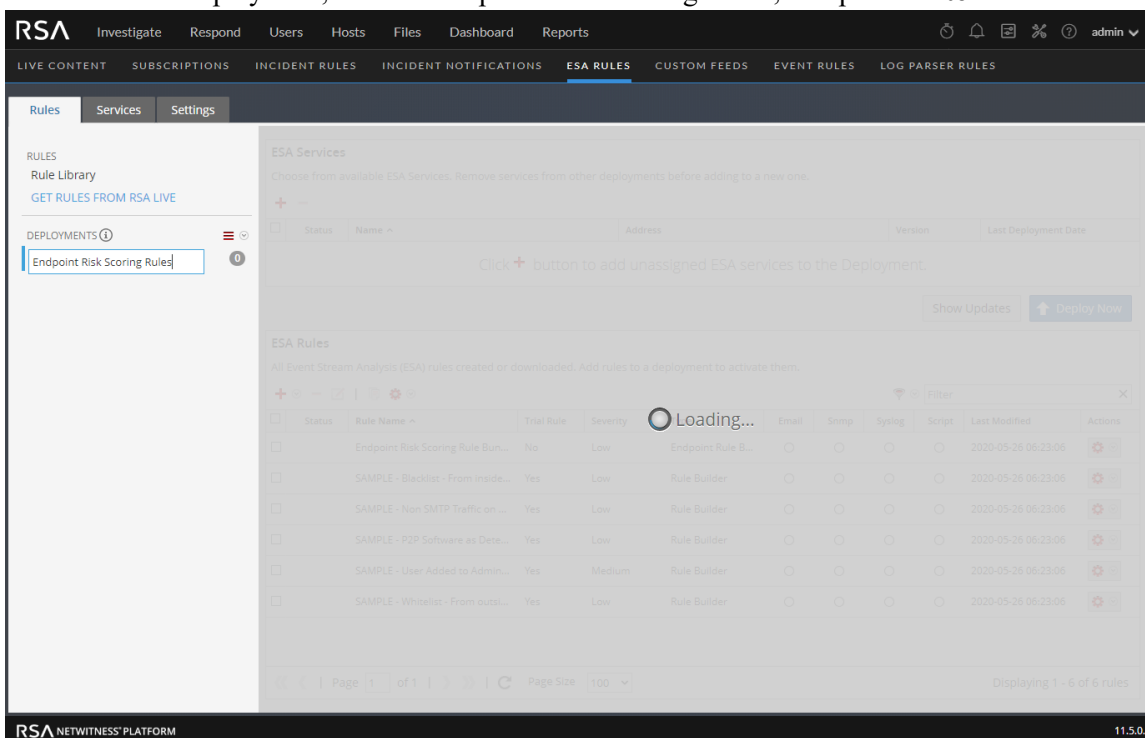 RSA Investigate Respond Users Hosts Files Dashboard Reports admin
LIVE CONTENT SUBSCRIPTIONS INCIDENT RULES INCIDENT NOTIFICATIONS ESA RULES CUSTOM FEEDS EVENT RULES LOG PARSER RULES
Rules Services Settings
RULES
Rule Library
GET RULES FROM RSA LIVE
DEPLOYMENTS
Endpoint Risk Scoring Rules 0
ESA Services
Choose from available ESA Services. Remove services from other deployments before adding to a new one.
Status Name Address Version Last Deployment Date
Click + button to add unassigned ESA services to the Deployment.
Show Updates Deploy Now
ESA Rules
All Event Stream Analysis (ESA) rules created or downloaded. Add rules to a deployment to activate them.
Filter
Status Rule Name Trial Rule Severity Email Snmp Syslog Script Last Modified Actions
Loading...
Endpoint Risk Scoring Rule Bun... No Low Endpoint Rule B... 2020-05-26 06:23:06
SAMPLE - Blacklist - From Inside... Yes Low Rule Builder 2020-05-26 06:23:06
SAMPLE - Non SMTP Traffic on ... Yes Low Rule Builder 2020-05-26 06:23:06
SAMPLE - P2P Software as Dete... Yes Low Rule Builder 2020-05-26 06:23:06
SAMPLE - User Added to Admin... Yes Medium Rule Builder 2020-05-26 06:23:06
SAMPLE - Whitelist - From outsi... Yes Low Rule Builder 2020-05-26 06:23:06
Page 1 of 1 Page Size 100 Displaying 1 - 6 of 6 rules
RSA NETWITNESS PLATFORM 11.5.0